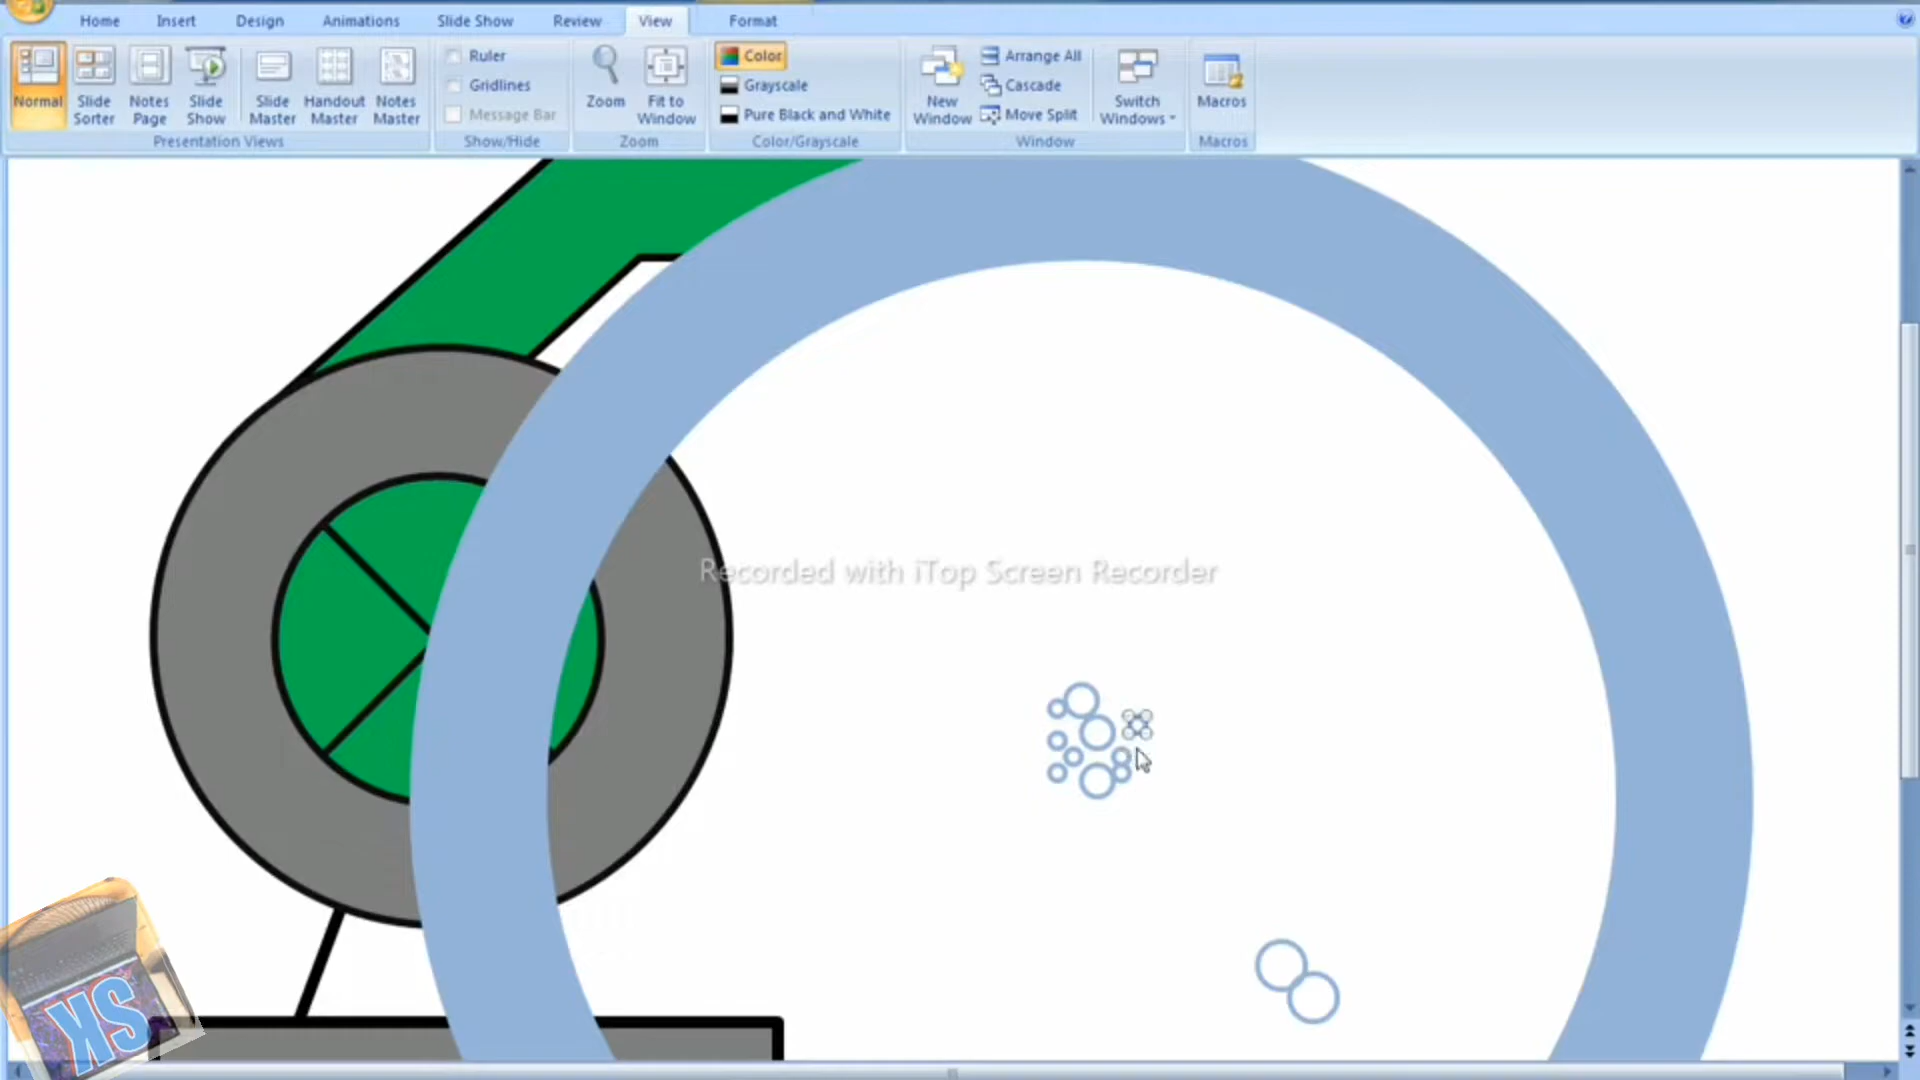 Home Insert Design Animations Slide Show Review View Format
Normal
Slide Sorter
Notes Page
Slide Show
Slide Master
Handout Master
Notes Master
Presentation Views
Ruler
Gridlines
Message Bar
Show/Hide
Zoom
Fit to Window
Zoom
Color
Grayscale
Pure Black and White
Color/Grayscale
New Window
Arrange All
Cascade
Move Split
Switch Windows
Window
Macros
Macros
Recorded with iTop Screen Recorder
SK